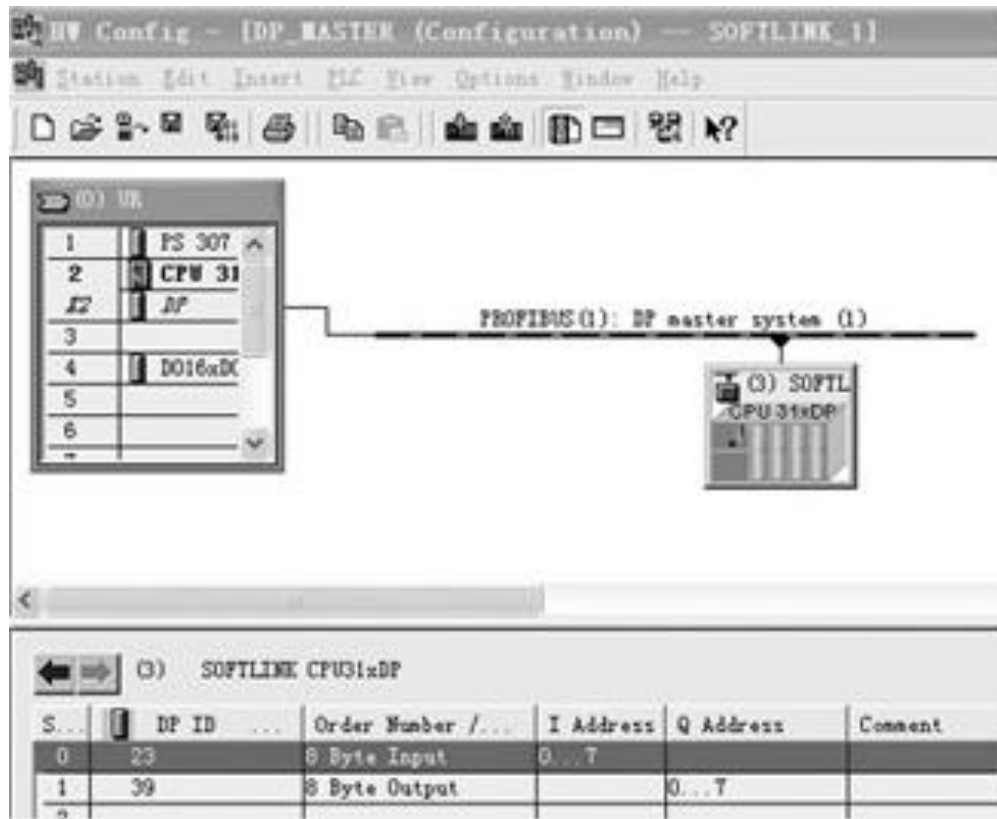 HW Config - [DP_MASTER (Configuration) -- SOFTLINK_1]
Station Edit Insert PLC View Options Window Help
(0) UR
1 PS 307
2 CPU 31
X2 DP
3
4 DO16xDC
5
6
PROFIBUS(1): DP master system (1)
(3) SOFTL
CPU 31xDP
(3) SOFTLINK CPU31xDP
S... DP ID ... Order Number /... I Address Q Address Comment
0 23 8 Byte Input 0...7
1 39 8 Byte Output 0...7